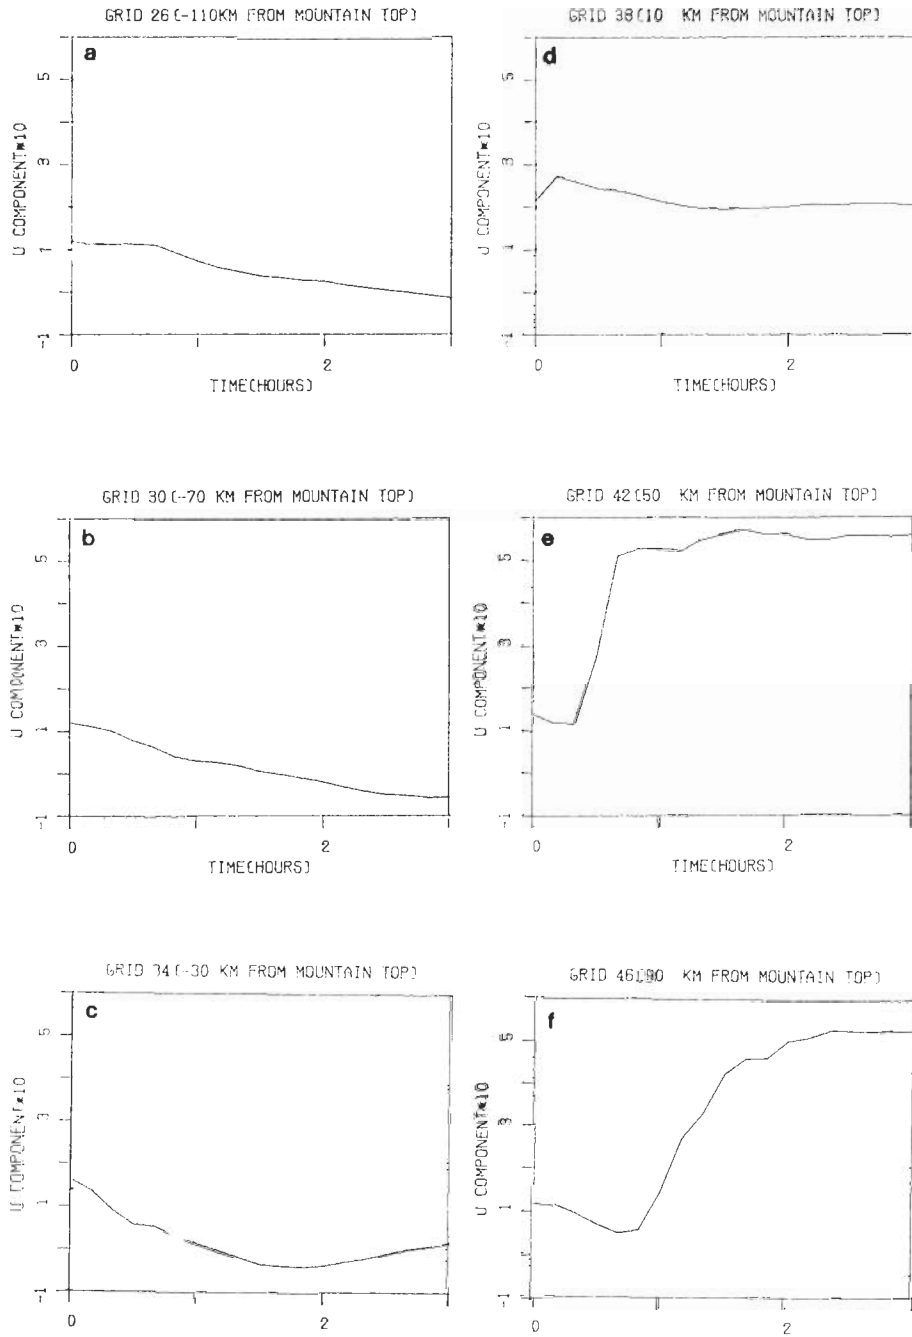 GRID 26 (-110KM FROM MOUNTAIN TOP)
a
5
3
1
-1
U COMPONENT*10
0
2
TIME(HOURS)
GRID 38(10 KM FROM MOUNTAIN TOP)
d
5
3
1
-1
U COMPONENT*10
0
2
TIME(HOURS)
GRID 30 (-70 KM FROM MOUNTAIN TOP)
b
5
3
1
-1
U COMPONENT*10
0
2
TIME(HOURS)
GRID 42(50 KM FROM MOUNTAIN TOP)
e
5
3
1
-1
U COMPONENT*10
0
2
TIME(HOURS)
GRID 34 (-30 KM FROM MOUNTAIN TOP)
c
5
3
1
-1
U COMPONENT*10
0
2
GRID 46(90 KM FROM MOUNTAIN TOP)
f
5
3
1
-1
U COMPONENT*10
0
2